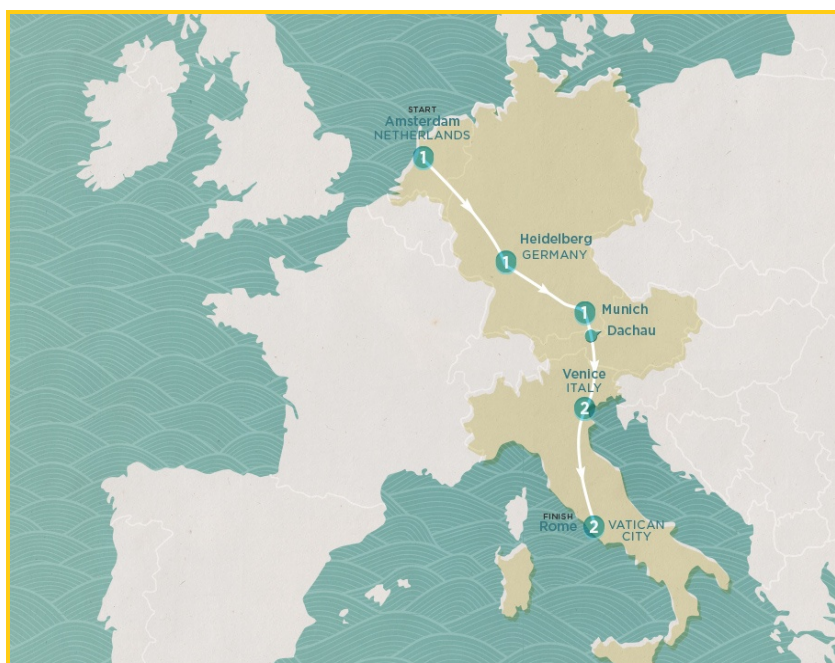 START
Amsterdam
NETHERLANDS
1
Heidelberg
GERMANY
1
1 Munich
Dachau
Venice
ITALY
2
FINISH
Rome 2 VATICAN
CITY